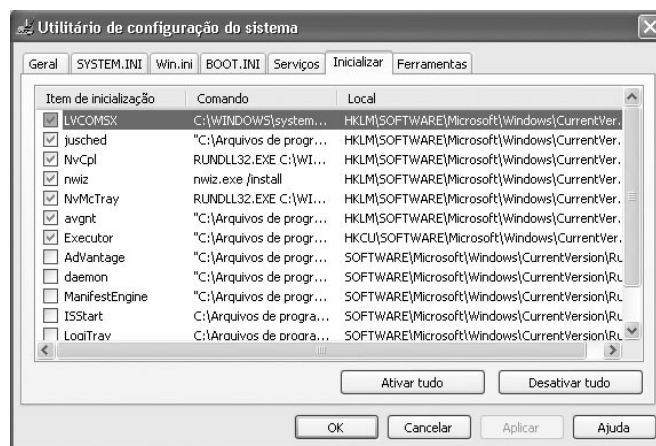 Utilitário de configuração do sistema
Geral SYSTEM.INI Win.ini BOOT.INI Serviços Inicializar Ferramentas
Item de inicialização Comando Local
LVCOMSX C:\WINDOWS\system... HKLM\SOFTWARE\Microsoft\Windows\CurrentVer.
jusched "C:\Arquivos de progr... HKLM\SOFTWARE\Microsoft\Windows\CurrentVer.
NvCpl RUNDLL32.EXE C:\WI... HKLM\SOFTWARE\Microsoft\Windows\CurrentVer.
nwiz nwiz.exe /install HKLM\SOFTWARE\Microsoft\Windows\CurrentVer.
NvMcTray RUNDLL32.EXE C:\WI... HKLM\SOFTWARE\Microsoft\Windows\CurrentVer.
avgnt "C:\Arquivos de progr... HKLM\SOFTWARE\Microsoft\Windows\CurrentVer.
Executor "C:\Arquivos de progr... HKCU\SOFTWARE\Microsoft\Windows\CurrentVer.
AdVantage "C:\Arquivos de progr... SOFTWARE\Microsoft\Windows\CurrentVersion\Ru
daemon "C:\Arquivos de progr... SOFTWARE\Microsoft\Windows\CurrentVersion\Ru
ManifestEngine "C:\Arquivos de progr... SOFTWARE\Microsoft\Windows\CurrentVersion\Ru
ISStart C:\Arquivos de progra... SOFTWARE\Microsoft\Windows\CurrentVersion\Ru
LogiTray C:\Arquivos de progra... SOFTWARE\Microsoft\Windows\CurrentVersion\Ru
Ativar tudo Desativar tudo
OK Cancelar Aplicar Ajuda